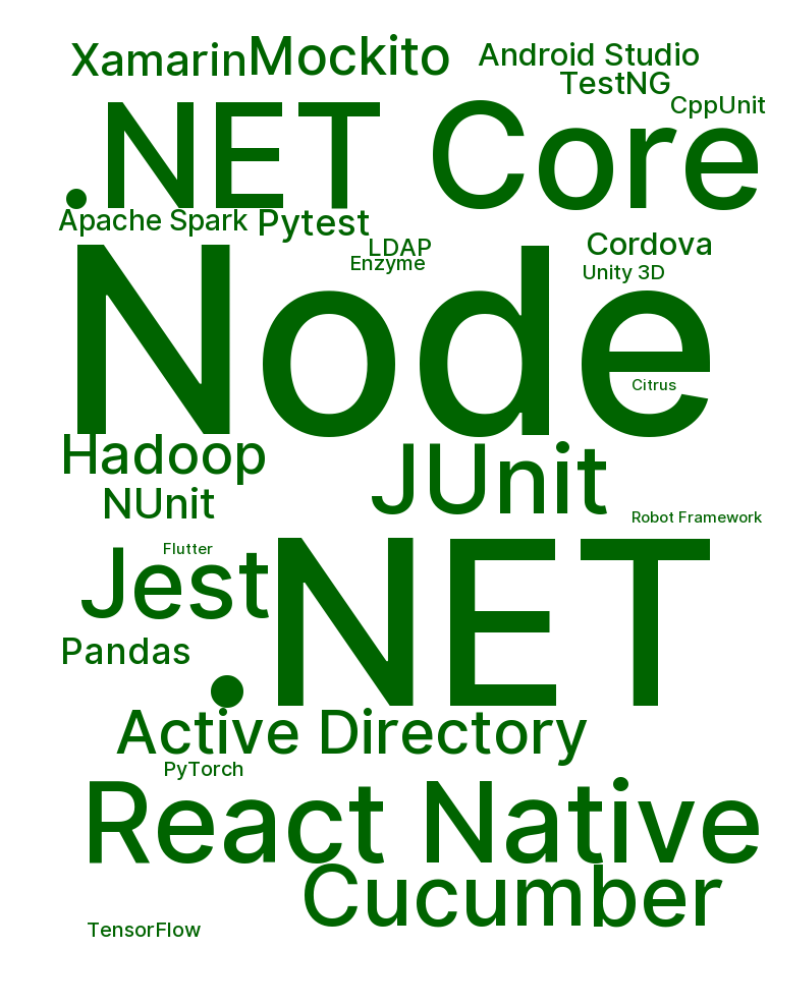 Xamarin
Mockito
Android Studio
TestNG
CppUnit
.NET Core
Apache Spark
Pytest
LDAP
Enzyme
Cordova
Unity 3D
Node
Citrus
Hadoop
JUnit
NUnit
Robot Framework
Flutter
Jest
.NET
Pandas
Active Directory
PyTorch
React Native
Cucumber
TensorFlow